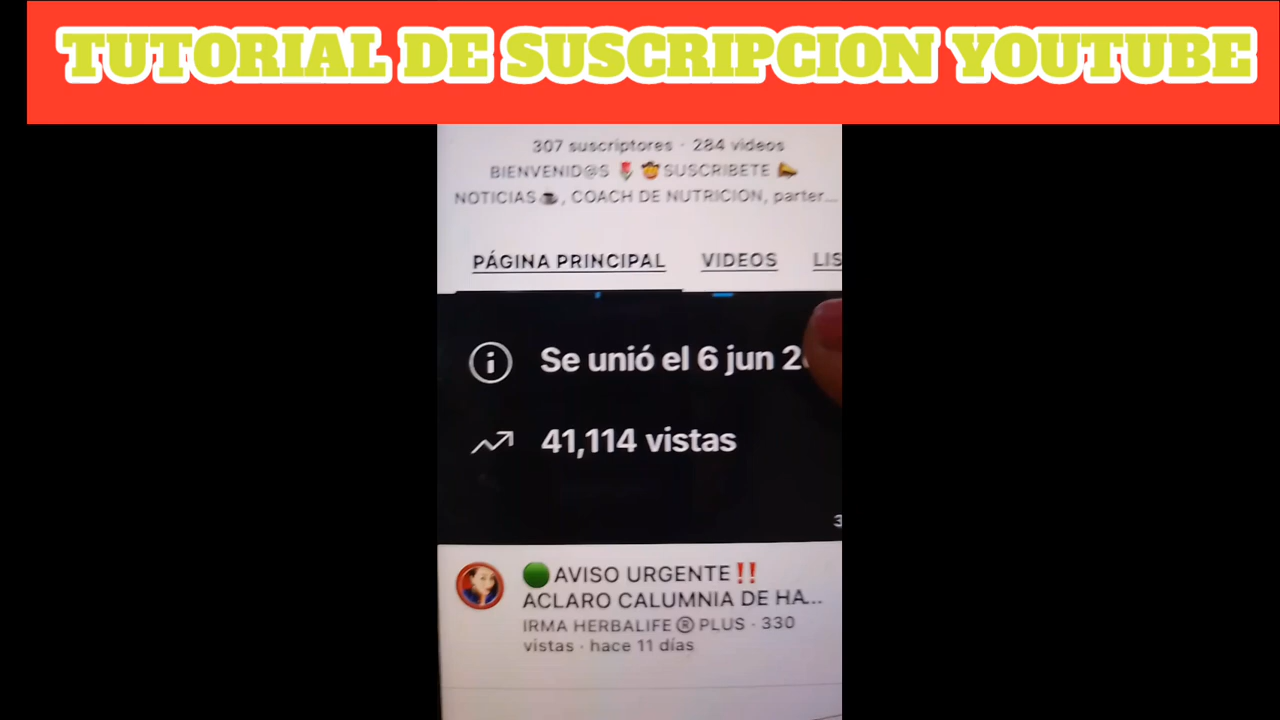 TUTORIAL DE SUSCRIPCION YOUTUBE
307 suscriptores · 284 videos
BIENVENID@S 🌷 🤠SUSCRIBETE 📣
NOTICIAS☕, COACH DE NUTRICION, parter...
PÁGINA PRINCIPAL VIDEOS LIS
Se unió el 6 jun
41,114 vistas
🟢AVISO URGENTE‼️
ACLARO CALUMNIA DE HA...
IRMA HERBALIFE ® PLUS · 330
vistas · hace 11 días